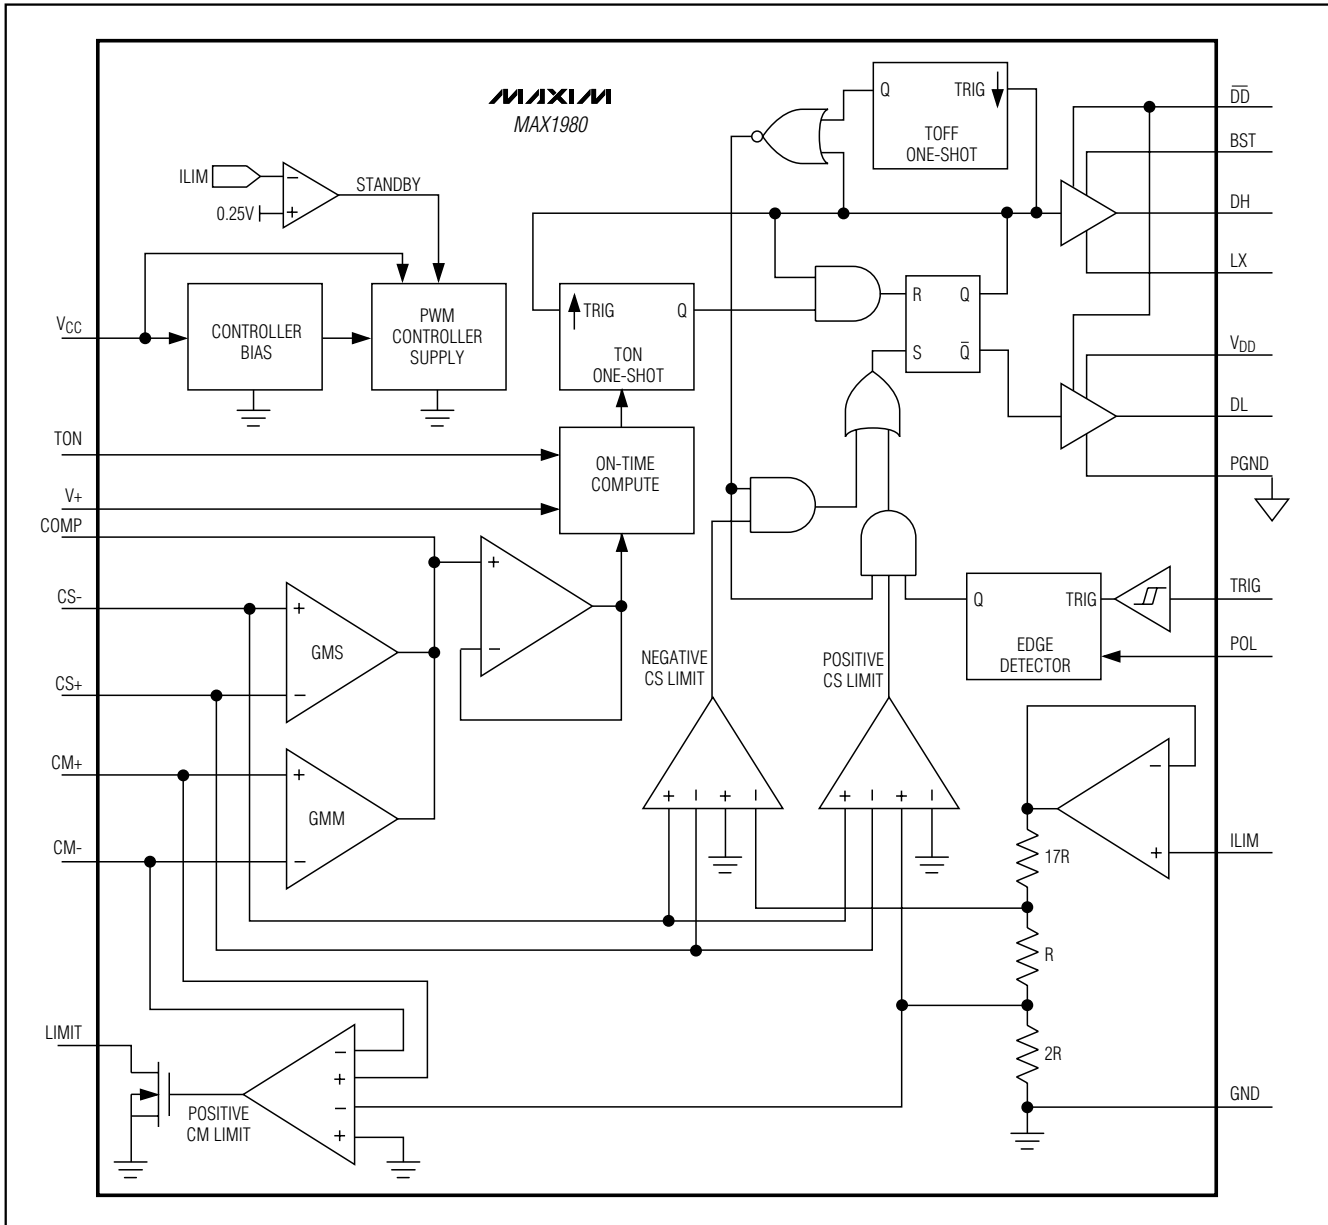 MAXIM
MAX1980
ILIM
−
0.25V
+
STANDBY
Q
TRIG
TOFF
ONE-SHOT
DD
BST
DH
LX
VCC
CONTROLLER
BIAS
PWM
CONTROLLER
SUPPLY
TRIG
Q
TON
ONE-SHOT
R
Q
S
Q
VDD
DL
PGND
TON
V+
COMP
ON-TIME
COMPUTE
+
−
CS-
CS+
+
GMS
−
CM+
CM-
+
GMM
−
NEGATIVE
CS LIMIT
POSITIVE
CS LIMIT
+ − + −
+ − + −
Q
TRIG
EDGE
DETECTOR
TRIG
POL
−
+
ILIM
17R
R
2R
GND
LIMIT
−
+
−
+
POSITIVE
CM LIMIT